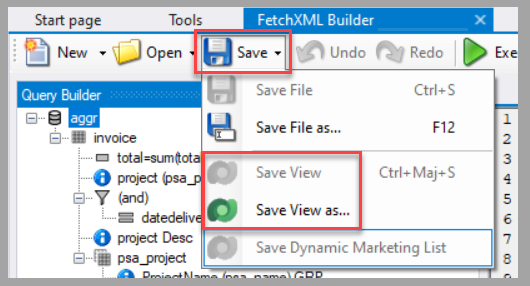 Start page Tools FetchXML Builder ×
New Open Save Undo Redo Exe
Query Builder
aggr
invoice
total=sum(tota
project (psa_p
(and)
datedelive
project Desc
psa_project
ProjectName (psa_name) GRP
Save File Ctrl+S
Save File as... F12
Save View Ctrl+Maj+S
Save View as...
Save Dynamic Marketing List
1
2
3
4
5
6
7
8
9